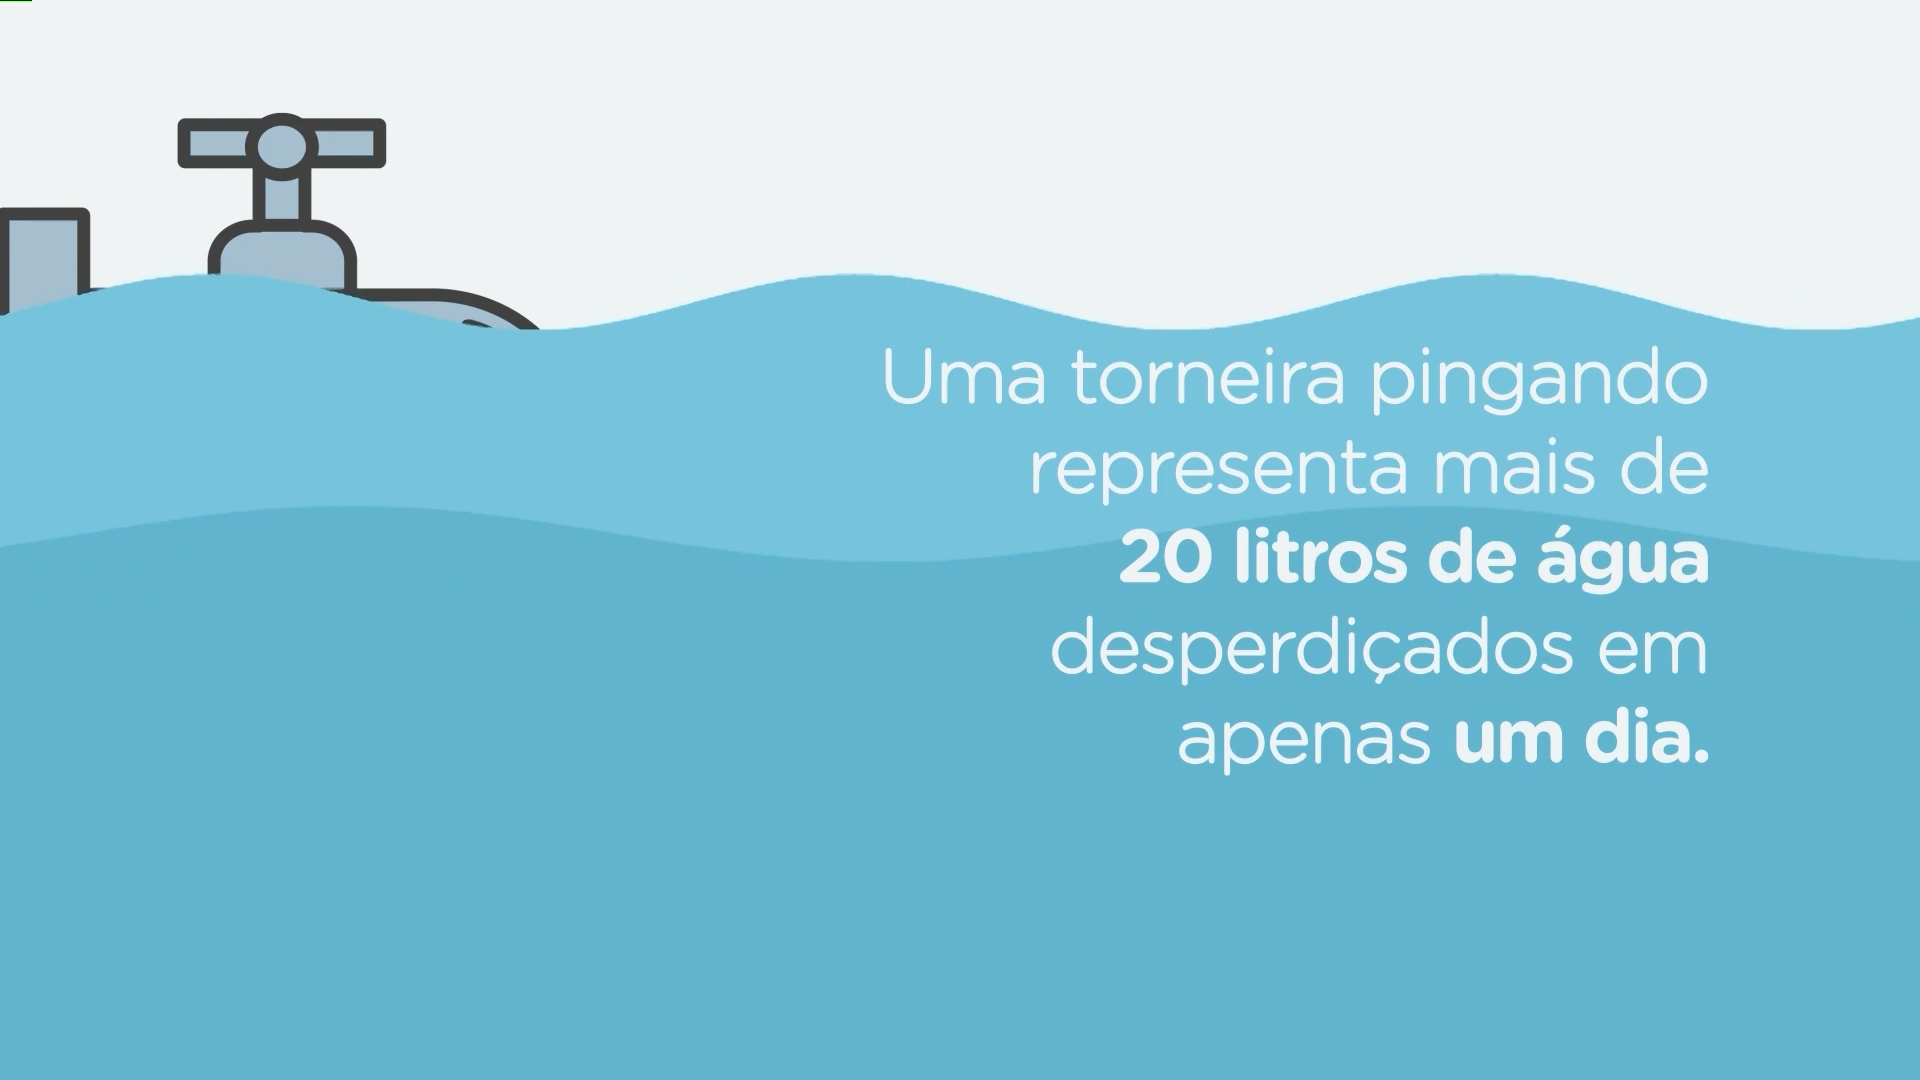 Uma torneira pingando
representa mais de
20 litros de água
desperdiçados em
apenas um dia.